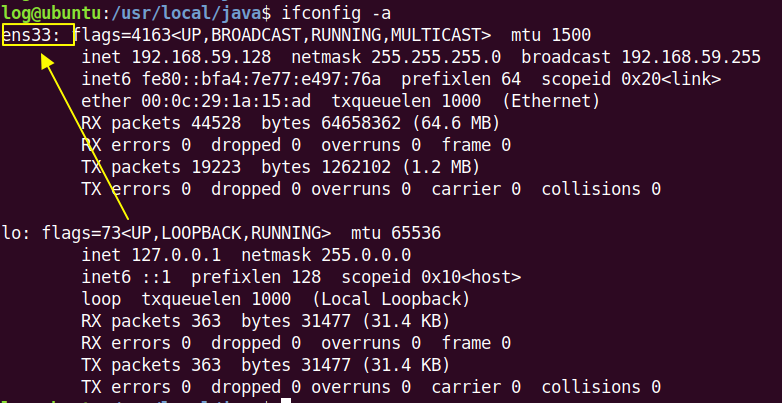 log@ubuntu:/usr/local/java$ ifconfig -a
ens33: flags=4163<UP,BROADCAST,RUNNING,MULTICAST>  mtu 1500
        inet 192.168.59.128  netmask 255.255.255.0  broadcast 192.168.59.255
        inet6 fe80::bfa4:7e77:e497:76a  prefixlen 64  scopeid 0x20<link>
        ether 00:0c:29:1a:15:ad  txqueuelen 1000  (Ethernet)
        RX packets 44528  bytes 64658362 (64.6 MB)
        RX errors 0  dropped 0  overruns 0  frame 0
        TX packets 19223  bytes 1262102 (1.2 MB)
        TX errors 0  dropped 0 overruns 0  carrier 0  collisions 0
lo: flags=73<UP,LOOPBACK,RUNNING>  mtu 65536
        inet 127.0.0.1  netmask 255.0.0.0
        inet6 ::1  prefixlen 128  scopeid 0x10<host>
        loop  txqueuelen 1000  (Local Loopback)
        RX packets 363  bytes 31477 (31.4 KB)
        RX errors 0  dropped 0  overruns 0  frame 0
        TX packets 363  bytes 31477 (31.4 KB)
        TX errors 0  dropped 0 overruns 0  carrier 0  collisions 0